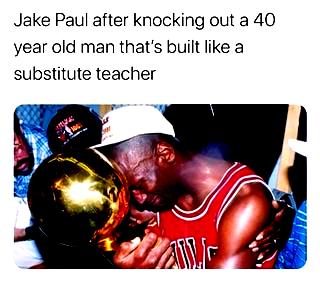 Jake Paul after knocking out a 40
year old man that's built like a
substitute teacher